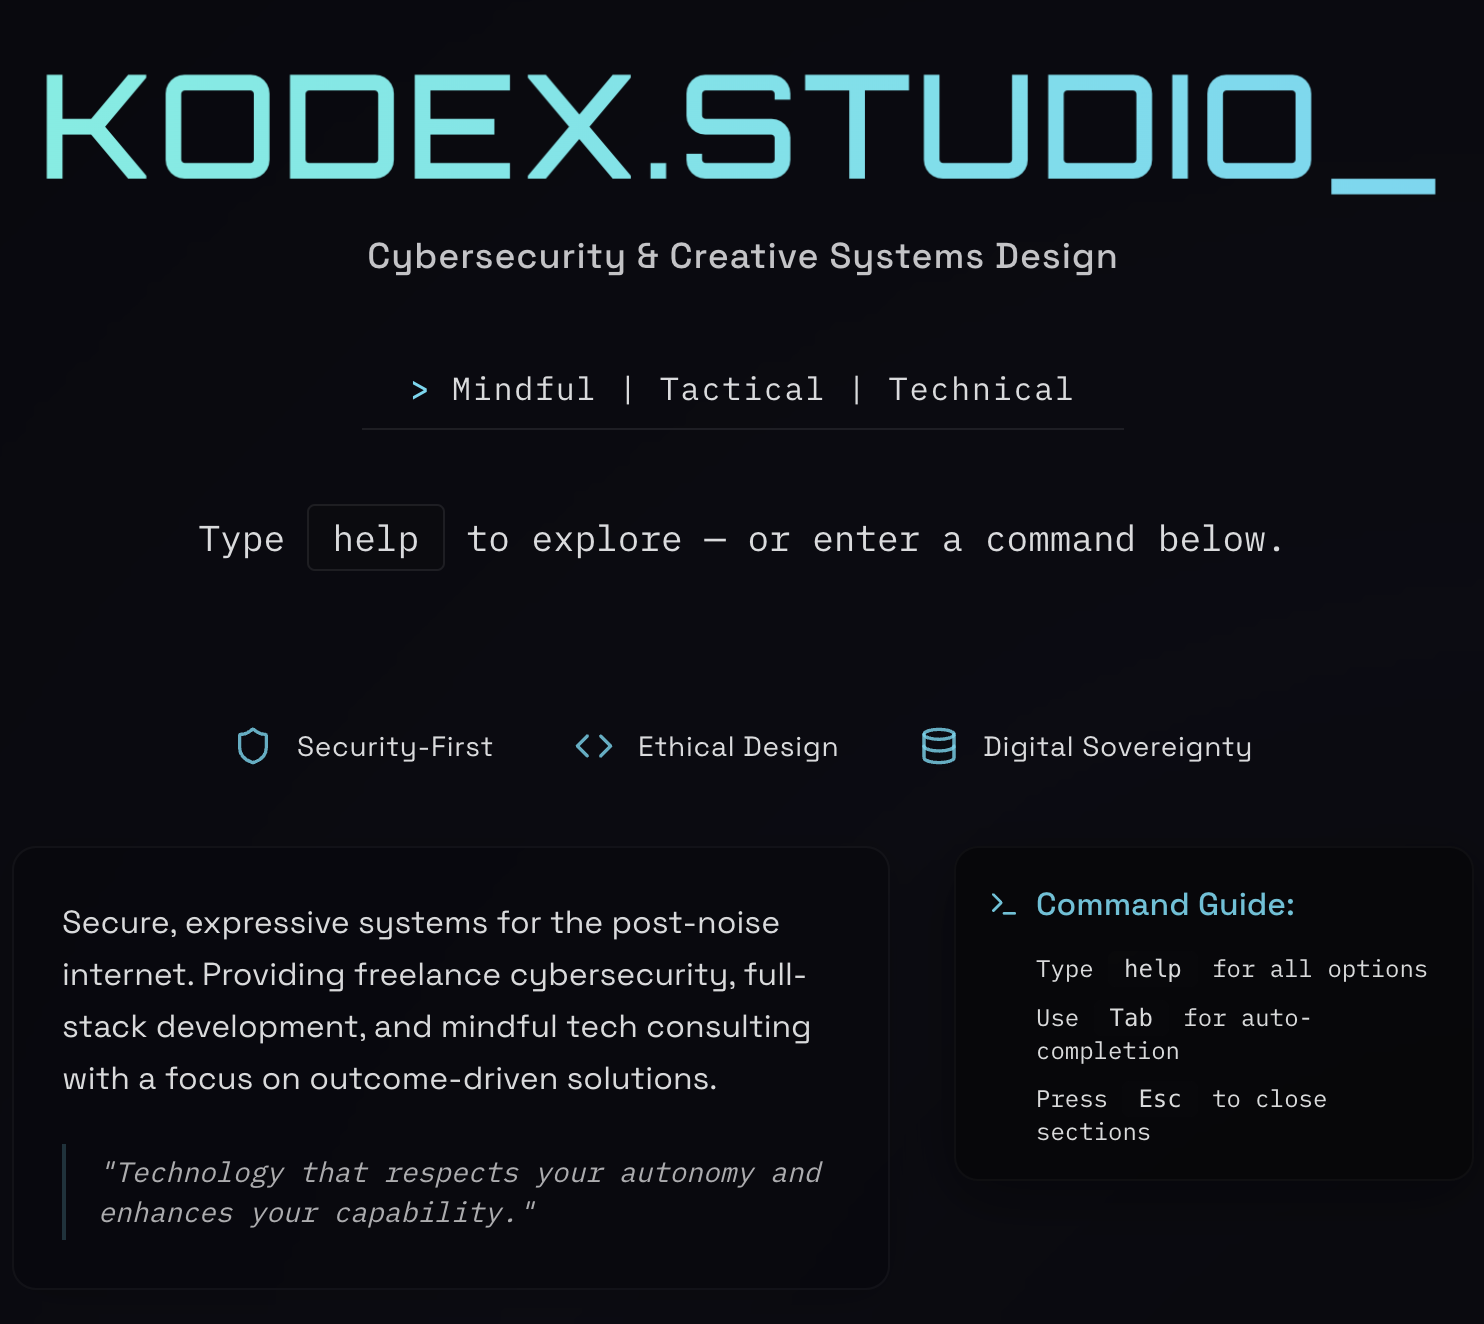 KODEX.STUDIO_
Cybersecurity & Creative Systems Design
> Mindful | Tactical | Technical
Type help to explore — or enter a command below.
Security-First
Ethical Design
Digital Sovereignty
Secure, expressive systems for the post-noise
internet. Providing freelance cybersecurity, full-
stack development, and mindful tech consulting
with a focus on outcome-driven solutions.
"Technology that respects your autonomy and
enhances your capability."
Command Guide:
Type help for all options
Use Tab for auto-
completion
Press Esc to close
sections